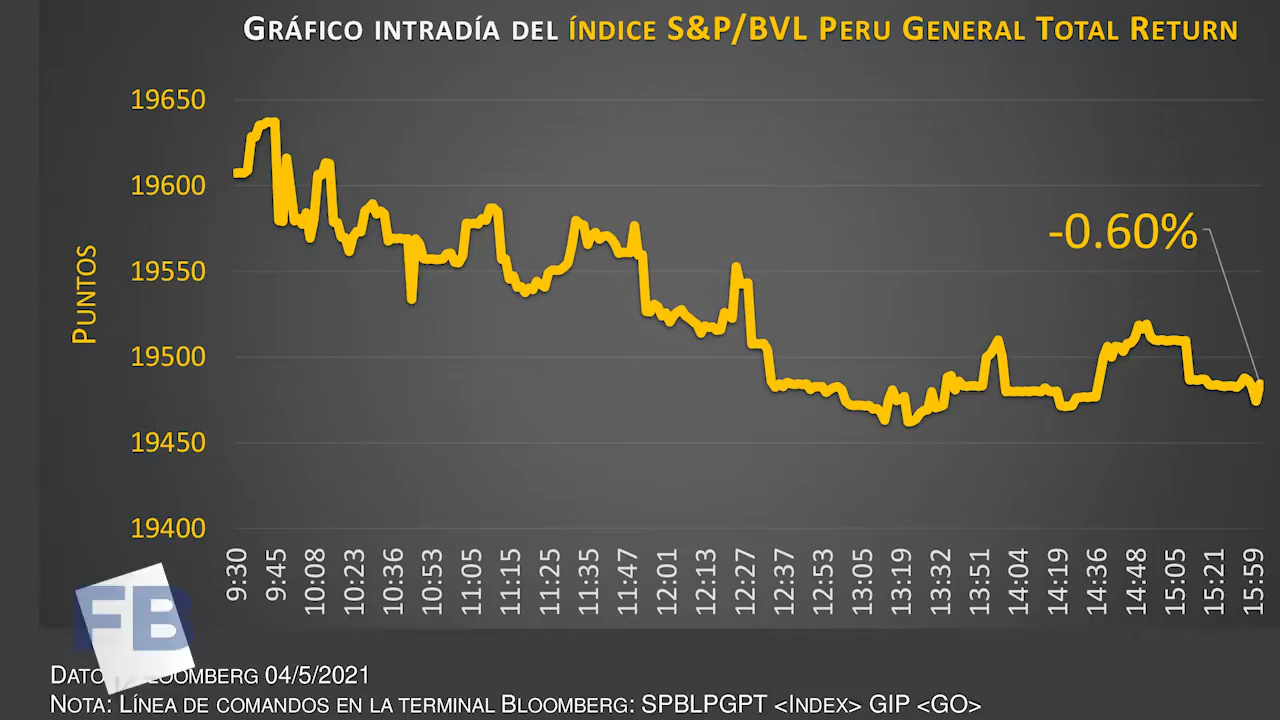 GRÁFICO INTRADÍA DEL ÍNDICE S&P/BVL PERU GENERAL TOTAL RETURN
19650
19600
19550
19500
19450
19400
PUNTOS
-0.60%
9:30 9:45 10:08 10:23 10:36 10:53 11:05 11:15 11:25 11:35 11:47 12:01 12:13 12:27 12:37 12:53 13:05 13:19 13:32 13:51 14:04 14:19 14:36 14:48 15:05 15:21 15:59
FB
04/5/2021
NOTA: LÍNEA DE COMANDOS EN LA TERMINAL BLOOMBERG: SPBLPGPT <INDEX> GIP <GO>